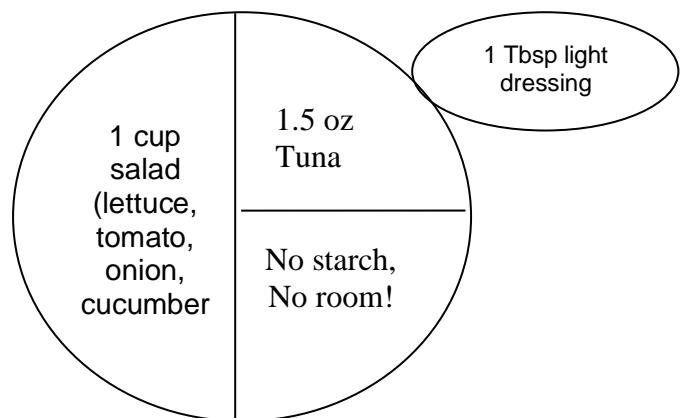 1 cup
salad
(lettuce,
tomato,
onion,
cucumber
1.5 oz
Tuna
No starch,
No room!
1 Tbsp light
dressing